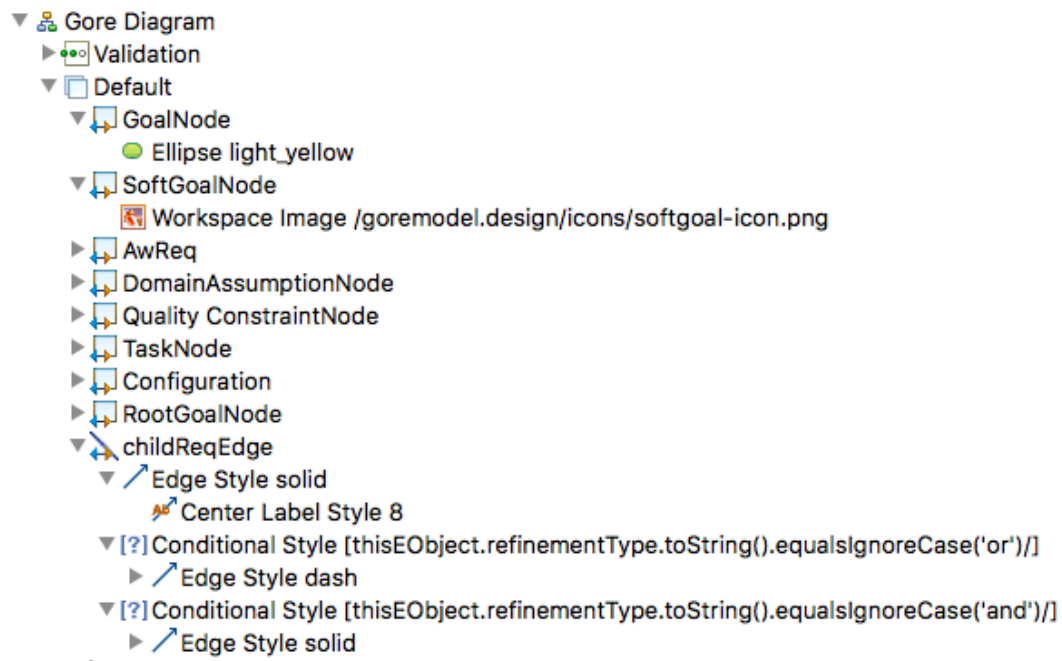 Gore Diagram
Validation
Default
GoalNode
Ellipse light_yellow
SoftGoalNode
Workspace Image /goremodel.design/icons/softgoal-icon.png
AwReq
DomainAssumptionNode
Quality ConstraintNode
TaskNode
Configuration
RootGoalNode
childReqEdge
Edge Style solid
Center Label Style 8
[?] Conditional Style [thisEObject.refinementType.toString().equalsIgnoreCase('or')/]
Edge Style dash
[?] Conditional Style [thisEObject.refinementType.toString().equalsIgnoreCase('and')/]
Edge Style solid